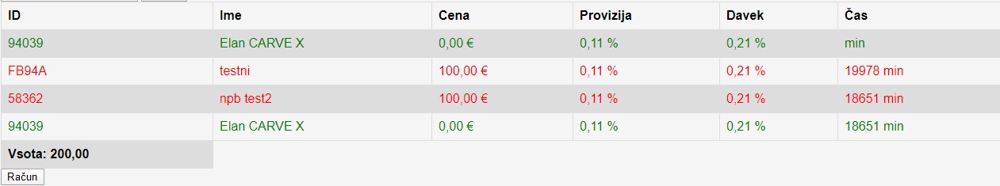 ID Ime Cena Provizija Davek Čas
94039 Elan CARVE X 0,00 € 0,11 % 0,21 % min
FB94A testni 100,00 € 0,11 % 0,21 % 19978 min
58362 npb test2 100,00 € 0,11 % 0,21 % 18651 min
94039 Elan CARVE X 0,00 € 0,11 % 0,21 % 18651 min
Vsota: 200,00
Račun